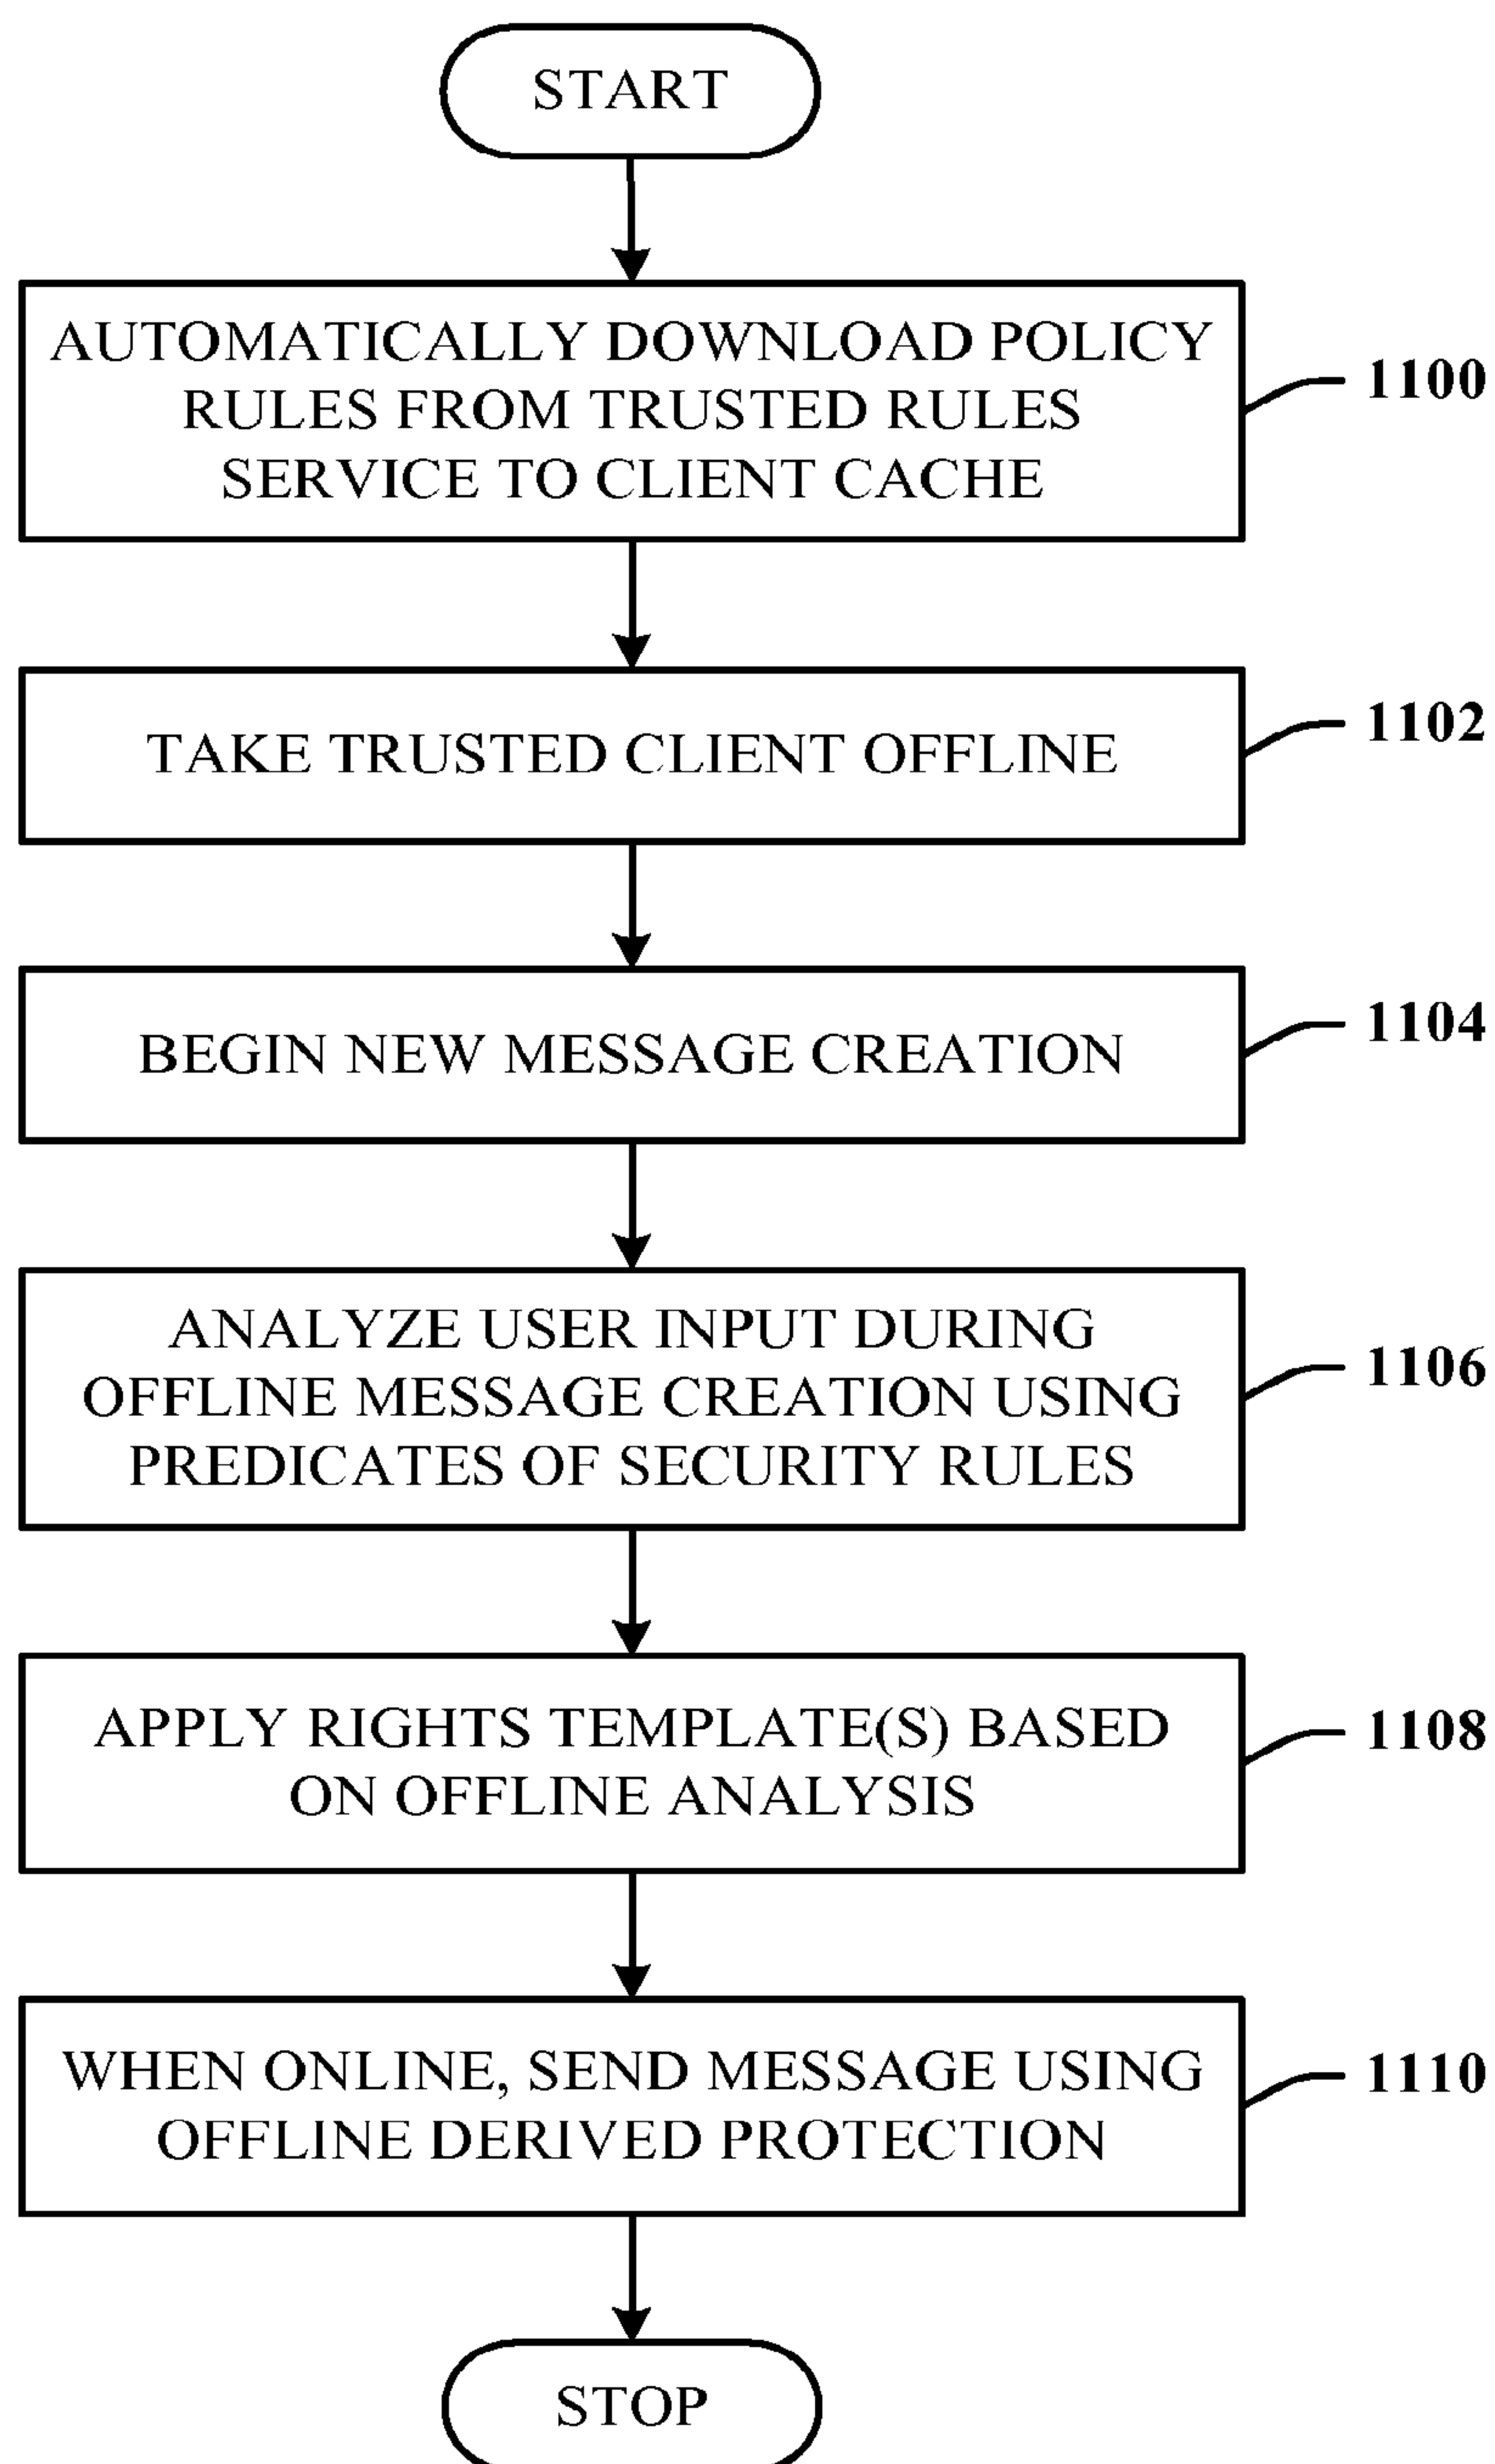 START
AUTOMATICALLY DOWNLOAD POLICY
RULES FROM TRUSTED RULES
SERVICE TO CLIENT CACHE
1100
TAKE TRUSTED CLIENT OFFLINE
1102
BEGIN NEW MESSAGE CREATION
1104
ANALYZE USER INPUT DURING
OFFLINE MESSAGE CREATION USING
PREDICATES OF SECURITY RULES
1106
APPLY RIGHTS TEMPLATE(S) BASED
ON OFFLINE ANALYSIS
1108
WHEN ONLINE, SEND MESSAGE USING
OFFLINE DERIVED PROTECTION
1110
STOP